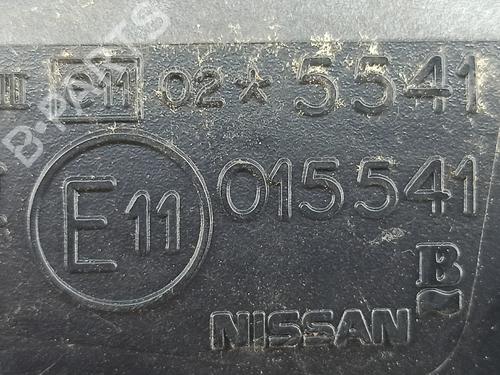 III e11 02*5541
I E11 015541
B
NISSAN
B-PARTS